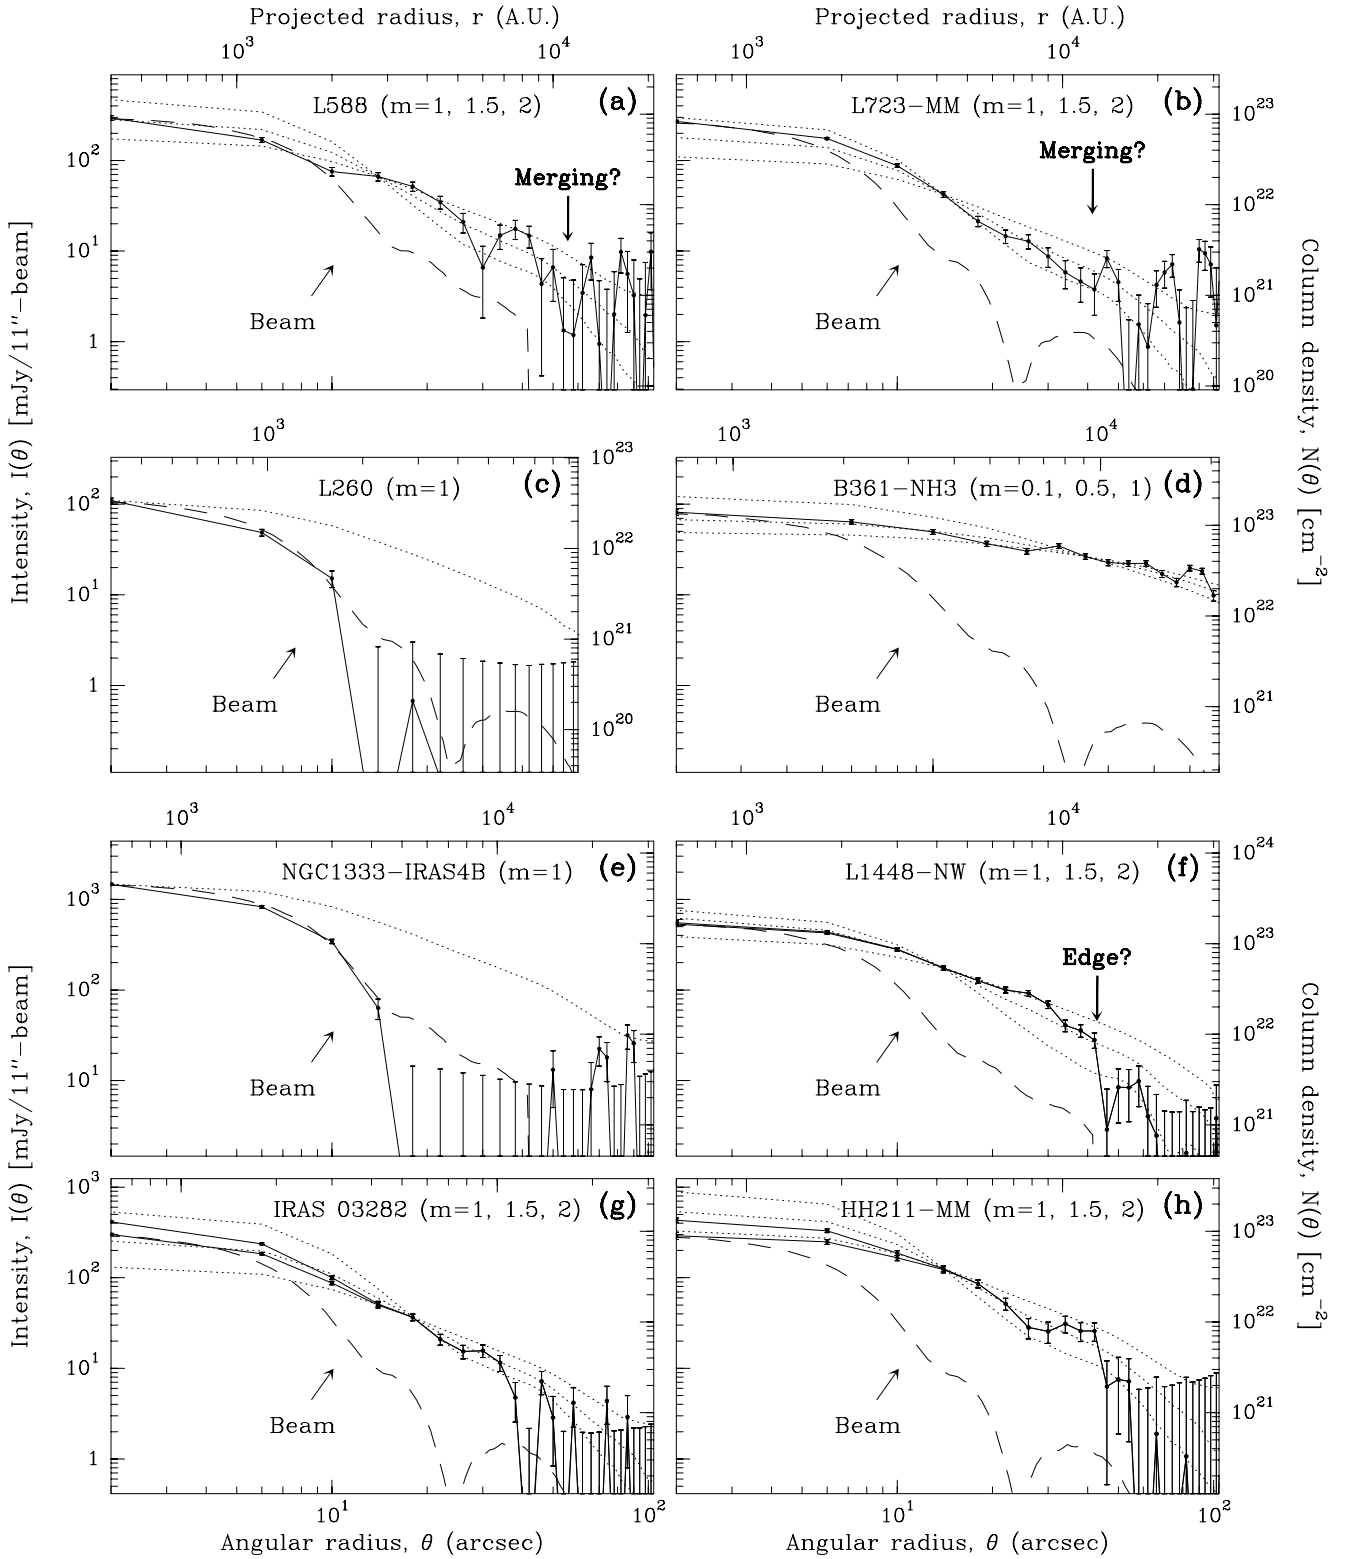 Projected radius, r (A.U.) Projected radius, r (A.U.)
10³ 10⁴ 10³ 10⁴
L588 (m=1, 1.5, 2) (a)
Merging?
Beam
10² 10 1
L723−MM (m=1, 1.5, 2) (b)
Merging?
Beam
10²³ 10²² 10²¹ 10²⁰
10³
L260 (m=1) (c)
Beam
10² 10 1
10²³ 10²² 10²¹ 10²⁰
10³ 10⁴
B361−NH3 (m=0.1, 0.5, 1) (d)
Beam
10²³ 10²² 10²¹
Intensity, I(θ) [mJy/11"−beam]
Column density, N(θ) [cm⁻²]
10³ 10⁴ 10³ 10⁴
NGC1333−IRAS4B (m=1) (e)
Beam
10³ 10² 10
L1448−NW (m=1, 1.5, 2) (f)
Edge?
Beam
10²⁴ 10²³ 10²² 10²¹
IRAS 03282 (m=1, 1.5, 2) (g)
Beam
10³ 10² 10 1
HH211−MM (m=1, 1.5, 2) (h)
Beam
10²³ 10²² 10²¹
Intensity, I(θ) [mJy/11"−beam]
Column density, N(θ) [cm⁻²]
10¹ 10² 10¹ 10²
Angular radius, θ (arcsec) Angular radius, θ (arcsec)